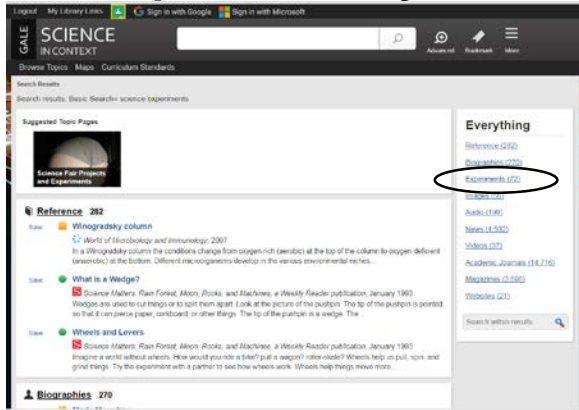 Logout My Library Links Sign in with Google Sign in with Microsoft
GALE SCIENCE IN CONTEXT
Advanced Bookmark More
Browse Topics Maps Curriculum Standards
Search Results
Search results: Basic Search= science experiments
Suggested Topic Pages
Science Fair Projects
and Experiments
Reference 282
Save Winogradsky column
World of Microbiology and Immunology, 2007
In a Winogradsky column the conditions change from oxygen-rich (aerobic) at the top of the column to oxygen deficient
(anaerobic) at the bottom. Different microorganisms develop in the various environmental niches..
Save What is a Wedge?
Science Matters: Rain Forest, Moon, Rocks, and Machines, a Weekly Reader publication, January 1993
Wedges are used to cut things or to split them apart. Look at the picture of the pushpin. The tip of the pushpin is pointed
so that it can pierce paper, cardboard, or other things. The tip of the pushpin is a wedge. The
Save Wheels and Levers
Science Matters: Rain Forest, Moon, Rocks, and Machines, a Weekly Reader publication, January 1993
Imagine a world without wheels. How would you ride a bike? pull a wagon? roller-skate? Wheels help us pull, spin, and
grind things. Try the experiment with a partner to see how wheels work. Wheels help things move more...
Biographies 270
Everything
Reference (282)
Biographies (270)
Experiments (72)
Audio (199)
News (4,502)
Videos (37)
Academic Journals (14,716)
Magazines
Websites (21)
Search within results